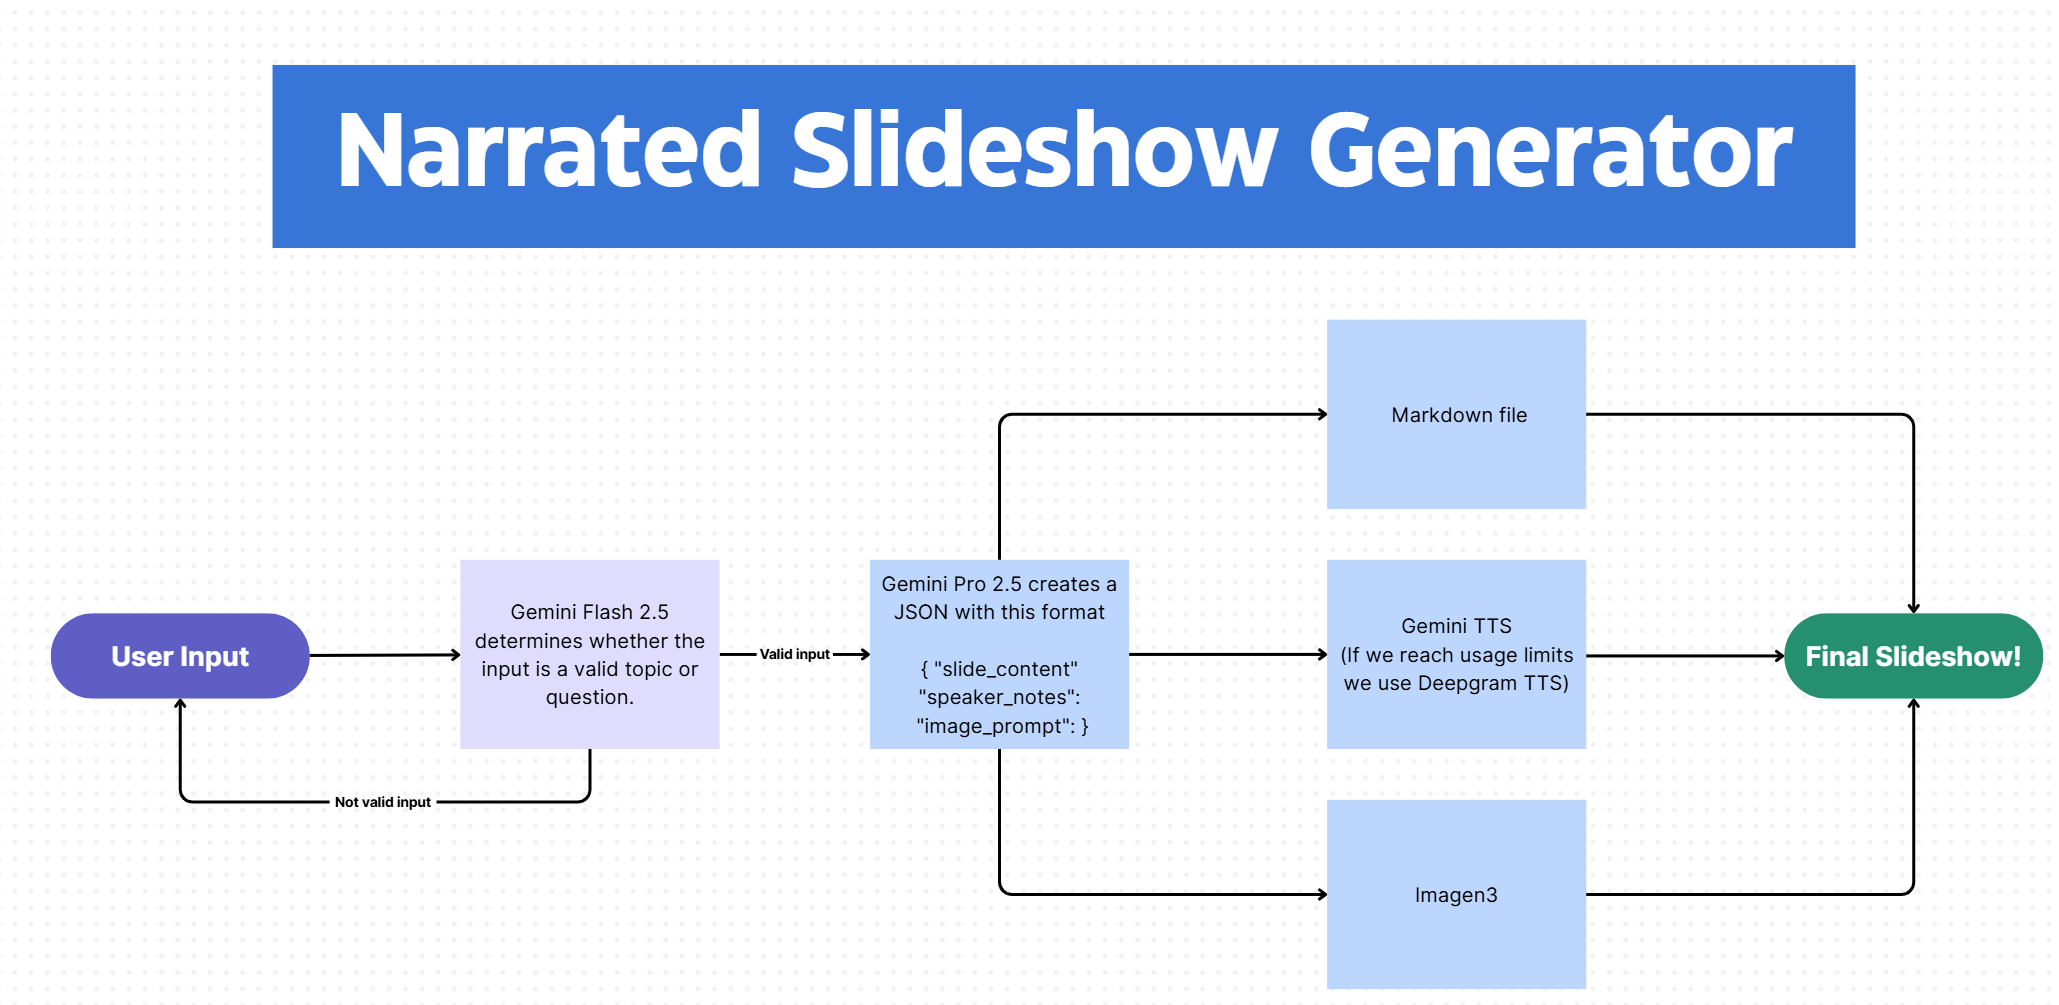 Narrated Slideshow Generator
Markdown file
User Input
Gemini Flash 2.5
determines whether the
input is a valid topic or
question.
Valid input
Not valid input
Gemini Pro 2.5 creates a
JSON with this format
{ "slide_content"
"speaker_notes":
"image_prompt": }
Gemini TTS
(If we reach usage limits
we use Deepgram TTS)
Imagen3
Final Slideshow!